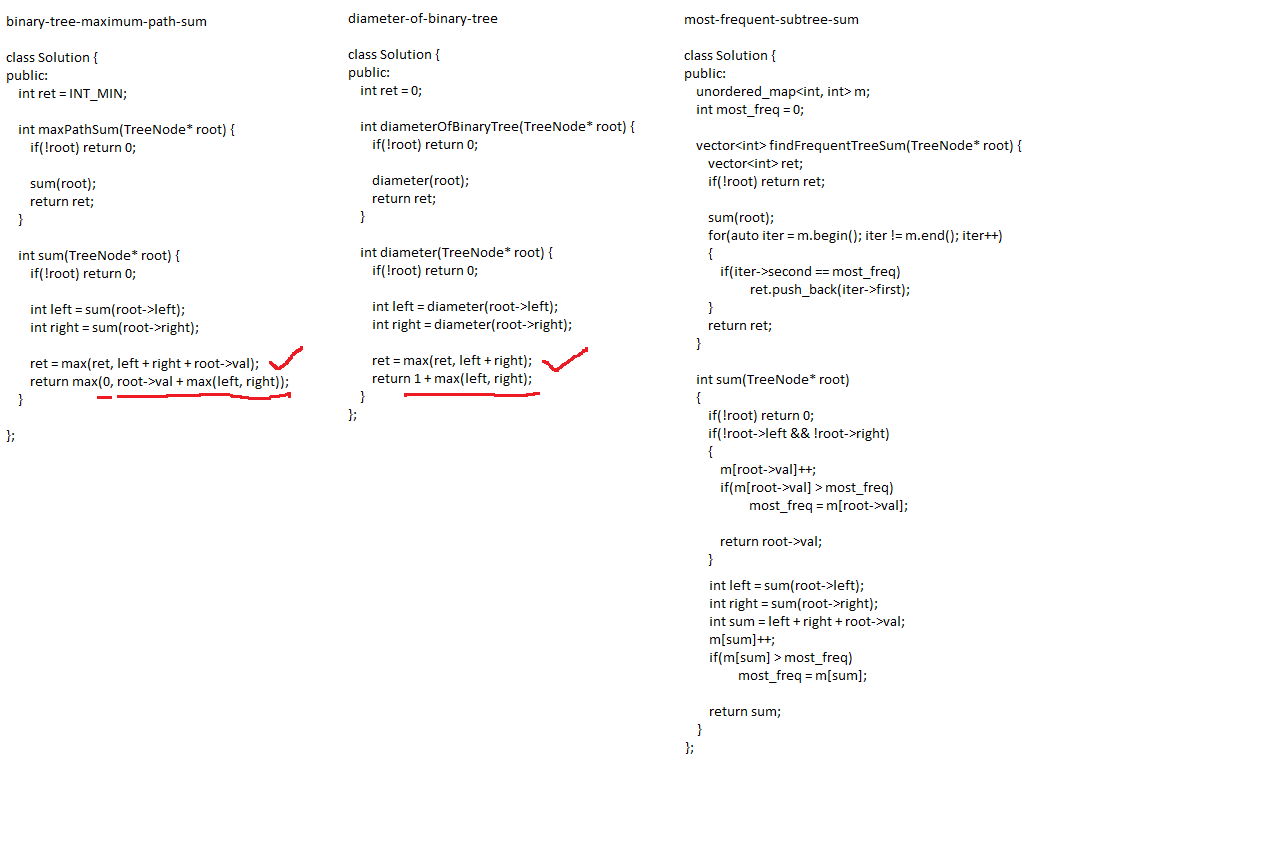 binary-tree-maximum-path-sum

class Solution {
public:
    int ret = INT_MIN;

    int maxPathSum(TreeNode* root) {
        if(!root) return 0;

        sum(root);
        return ret;
    }

    int sum(TreeNode* root) {
        if(!root) return 0;

        int left = sum(root->left);
        int right = sum(root->right);

        ret = max(ret, left + right + root->val);
        return max(0, root->val + max(left, right));
    }

};

diameter-of-binary-tree

class Solution {
public:
    int ret = 0;

    int diameterOfBinaryTree(TreeNode* root) {
        if(!root) return 0;

        diameter(root);
        return ret;
    }

    int diameter(TreeNode* root) {
        if(!root) return 0;

        int left = diameter(root->left);
        int right = diameter(root->right);

        ret = max(ret, left + right);
        return 1 + max(left, right);
    }
};

most-frequent-subtree-sum

class Solution {
public:
    unordered_map<int, int> m;
    int most_freq = 0;

    vector<int> findFrequentTreeSum(TreeNode* root) {
        vector<int> ret;
        if(!root) return ret;

        sum(root);
        for(auto iter = m.begin(); iter != m.end(); iter++)
        {
            if(iter->second == most_freq)
                ret.push_back(iter->first);
        }
        return ret;
    }

    int sum(TreeNode* root)
    {
        if(!root) return 0;
        if(!root->left && !root->right)
        {
            m[root->val]++;
            if(m[root->val] > most_freq)
                most_freq = m[root->val];

            return root->val;
        }
        int left = sum(root->left);
        int right = sum(root->right);
        int sum = left + right + root->val;
        m[sum]++;
        if(m[sum] > most_freq)
            most_freq = m[sum];

        return sum;
    }
};